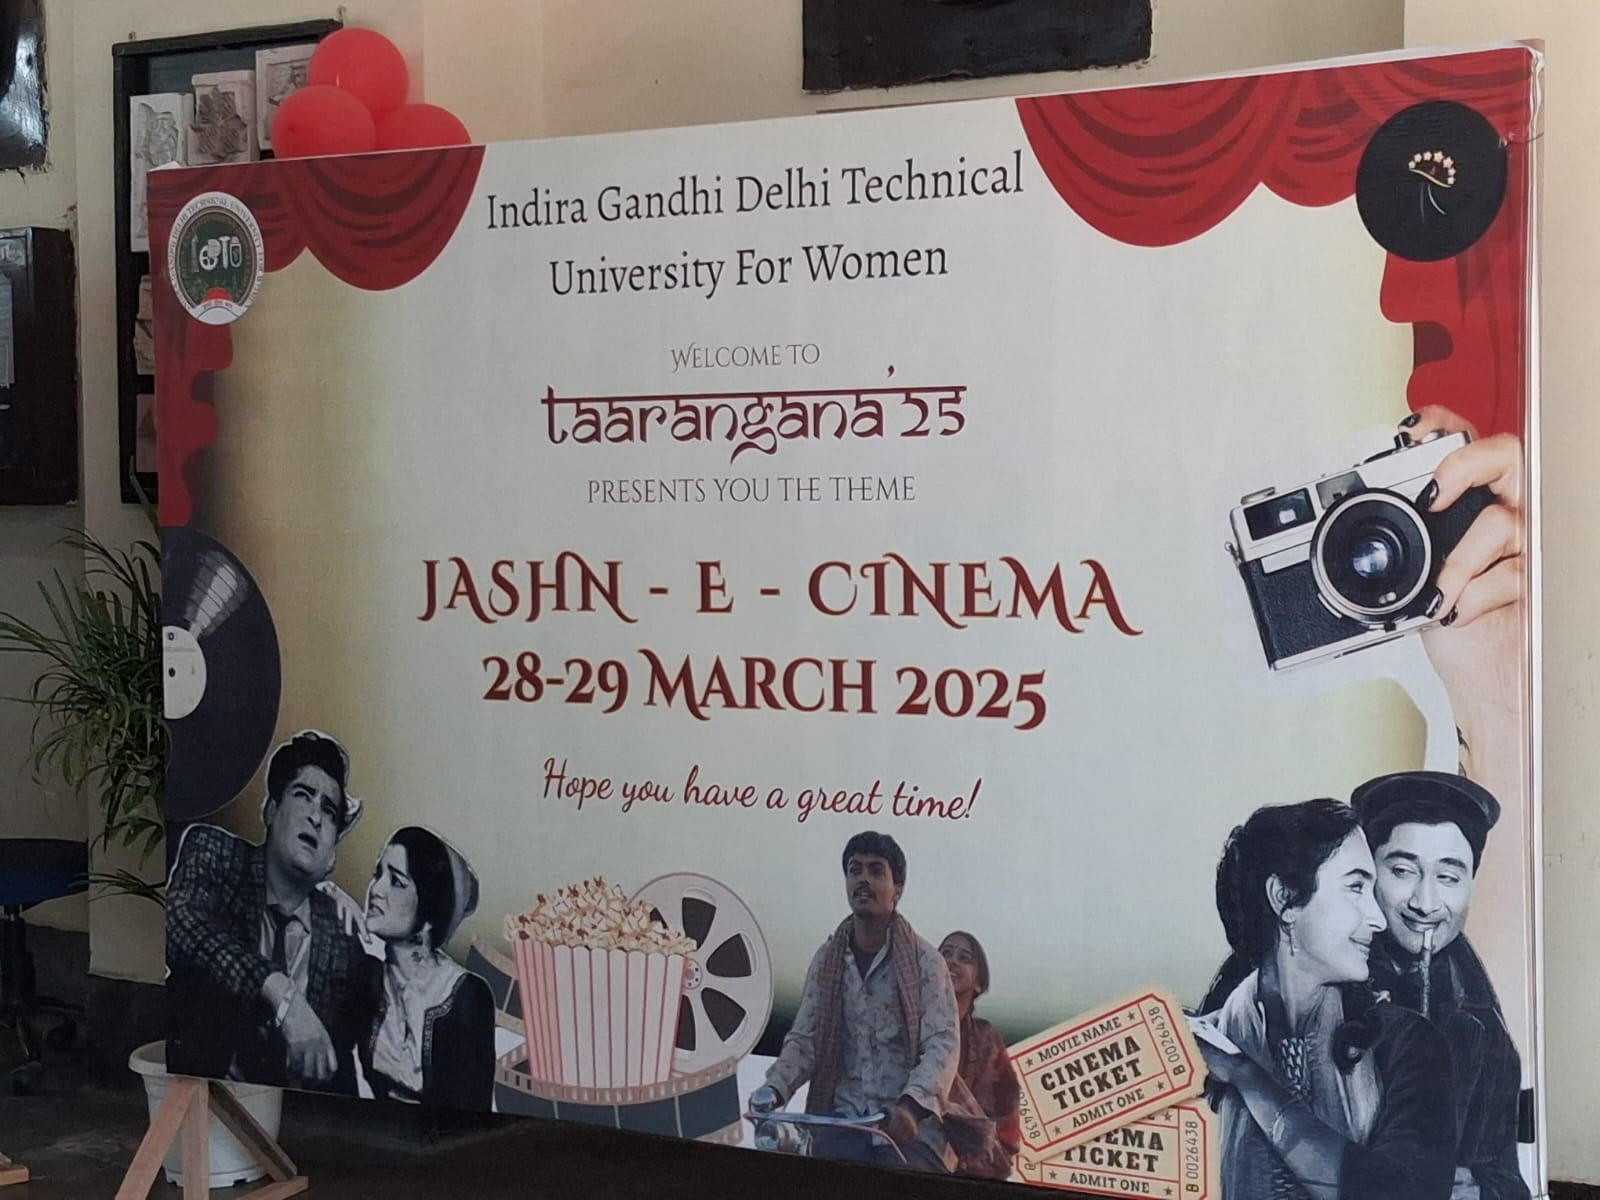 Indira Gandhi Delhi Technical
University For Women
WELCOME TO
taarangana'25
PRESENTS YOU THE THEME
JASHN - E - CINEMA
28-29 MARCH 2025
Hope you have a great time!
MOVIE NAME
CINEMA
TICKET
ADMIT ONE
B 0026438
TICKET
ADMIT ONE
B 0026438